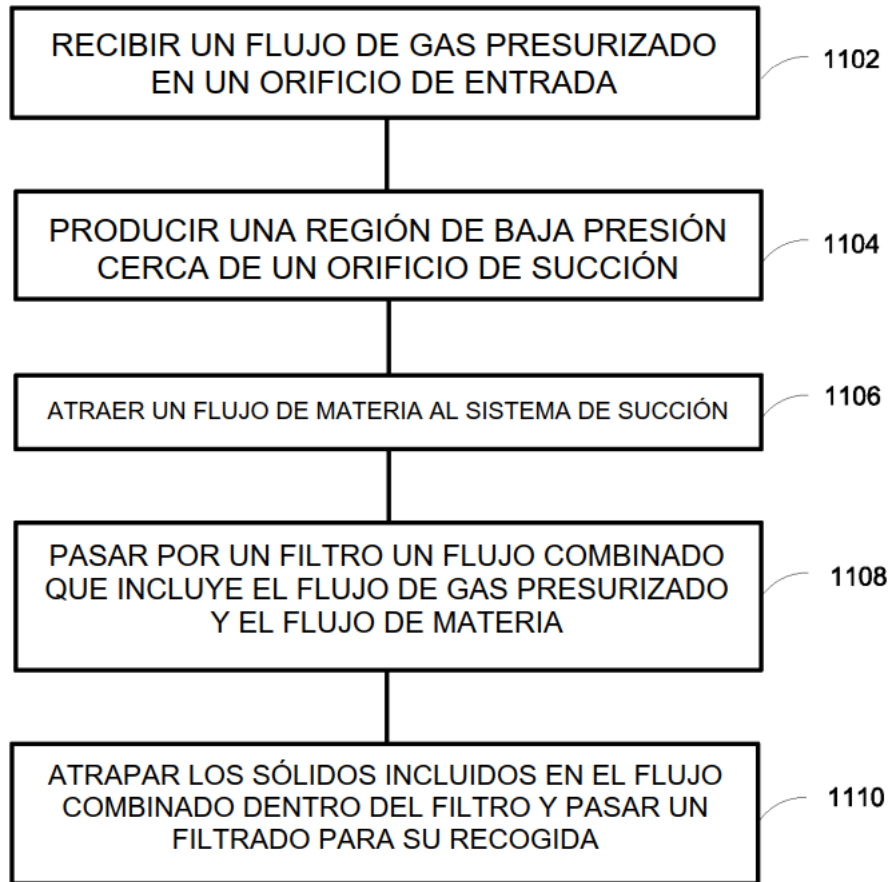 RECIBIR UN FLUJO DE GAS PRESURIZADO
EN UN ORIFICIO DE ENTRADA
1102
PRODUCIR UNA REGIÓN DE BAJA PRESIÓN
CERCA DE UN ORIFICIO DE SUCCIÓN
1104
ATRAER UN FLUJO DE MATERIA AL SISTEMA DE SUCCIÓN
1106
PASAR POR UN FILTRO UN FLUJO COMBINADO
QUE INCLUYE EL FLUJO DE GAS PRESURIZADO
Y EL FLUJO DE MATERIA
1108
ATRAPAR LOS SÓLIDOS INCLUIDOS EN EL FLUJO
COMBINADO DENTRO DEL FILTRO Y PASAR UN
FILTRADO PARA SU RECOGIDA
1110